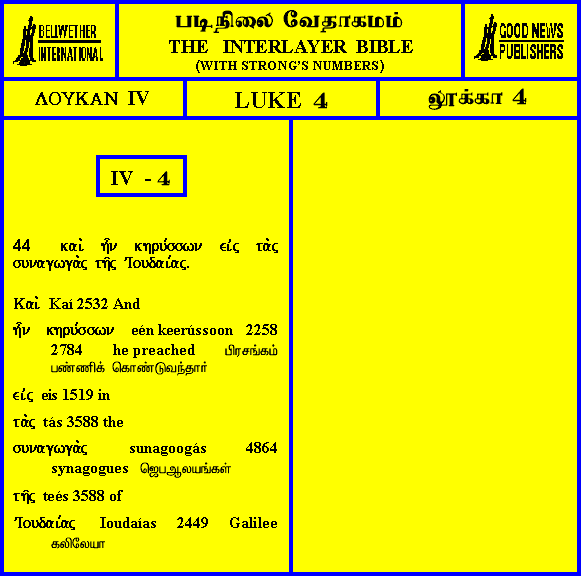 BELLWETHER
INTERNATIONAL
படிநிலை வேதாகமம்
THE INTERLAYER BIBLE
(WITH STRONG'S NUMBERS)
GOOD NEWS
PUBLISHERS
ΛΟΥΚΑΝ IV
LUKE 4
லூக்கா 4
IV - 4
44 καὶ ἦν κηρύσσων εἰς τὰς
συναγωγὰς τῆς Ἰουδαίας.
Καὶ Kaí 2532 And
ἦν κηρύσσων eén keerússoon 2258
2784 he preached பிரசங்கம்
பண்ணிக் கொண்டுவந்தார்
εἰς eis 1519 in
τὰς tás 3588 the
συναγωγὰς sunagoogás 4864
synagogues ஜெபஆலயங்கள்
τῆς teés 3588 of
Ἰουδαίας Ioudaías 2449 Galilee
கலிலேயா